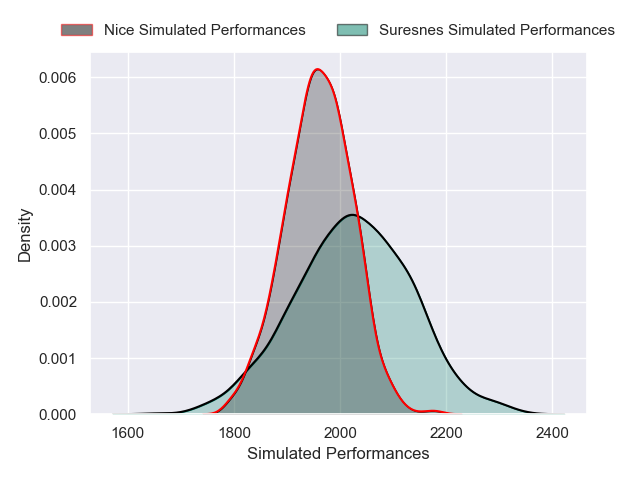 Nice Simulated Performances Suresnes Simulated Performances
0.006
0.005
0.004
0.003
0.002
0.001
0.000
Density
1600 1800 2000 2200 2400
Simulated Performances